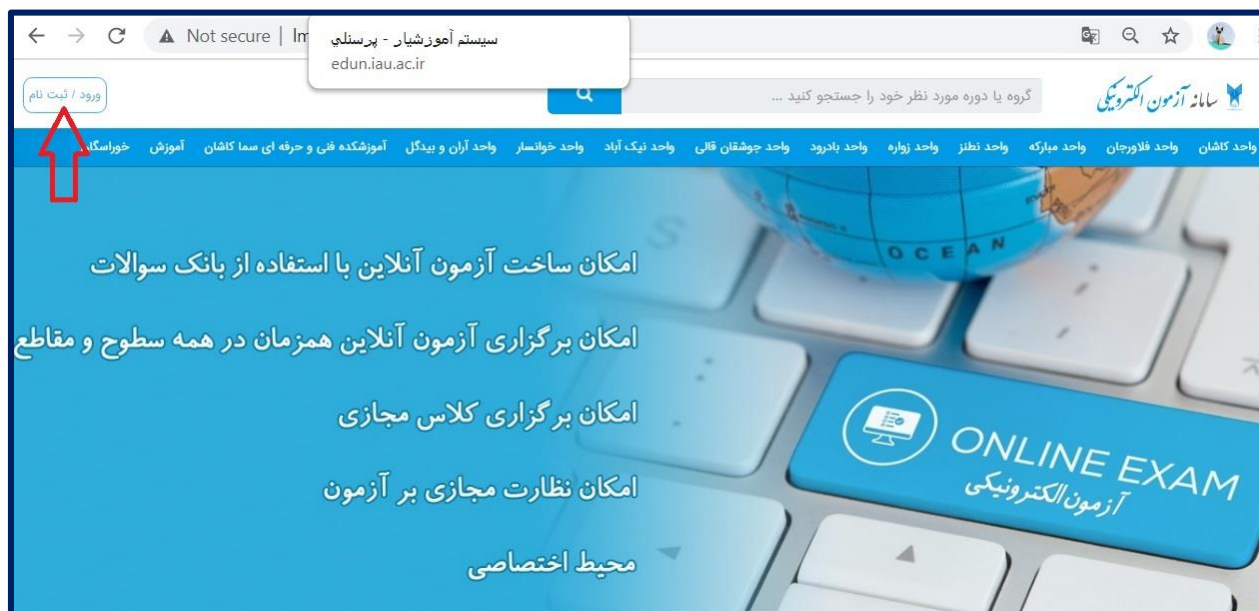 Not secure
سیستم آموزشیار - پرسنلي
edun.iau.ac.ir
سامانه آزمون الکترونیکی
گروه یا دوره مورد نظر خود را جستجو کنید ...
ورود / ثبت نام
واحد کاشان واحد فلاورجان واحد مبارکه واحد نطنز واحد زواره واحد بادرود واحد جوشقان قالی واحد نیک آباد واحد خوانسار واحد آران و بیدگل آموزشکده فنی و حرفه ای سما کاشان آموزش
امکان ساخت آزمون آنلاین با استفاده از بانک سوالات
امکان برگزاری آزمون آنلاین همزمان در همه سطوح و مقاطع
امکان برگزاری کلاس مجازی
امکان نظارت مجازی بر آزمون
محیط اختصاصی
OCEAN
ONLINE EXAM
آزمون الکترونیکی